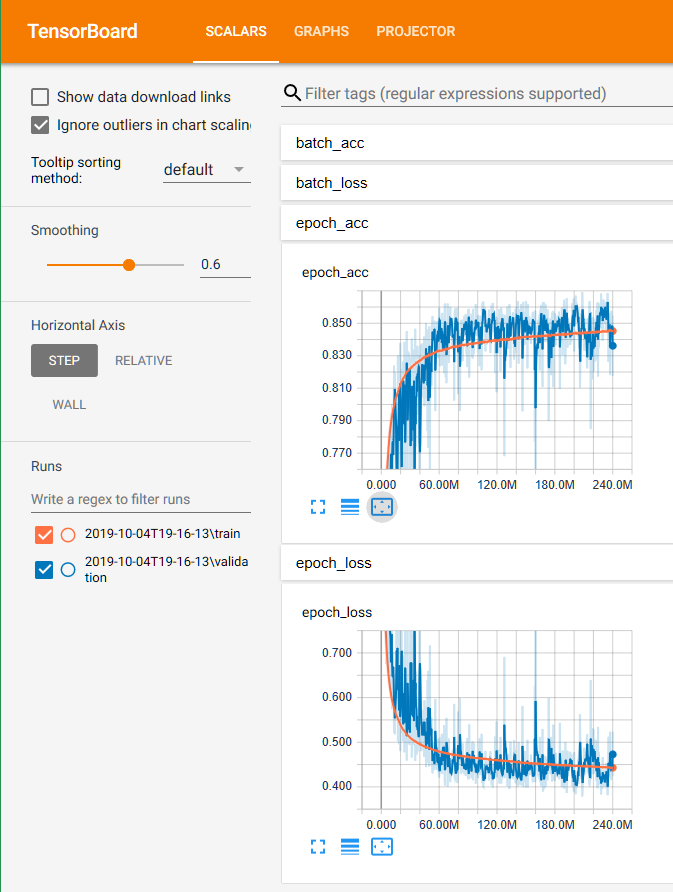 TensorBoard SCALARS GRAPHS PROJECTOR
Show data download links
Ignore outliers in chart scalin
Tooltip sorting
method:
default
Smoothing
0.6
Horizontal Axis
STEP RELATIVE
WALL
Runs
Write a regex to filter runs
2019-10-04T19-16-13\train
2019-10-04T19-16-13\valida
tion
Filter tags (regular expressions supported)
batch_acc
batch_loss
epoch_acc
epoch_acc
0.850
0.830
0.810
0.790
0.770
0.000 60.00M 120.0M 180.0M 240.0M
epoch_loss
epoch_loss
0.700
0.600
0.500
0.400
0.000 60.00M 120.0M 180.0M 240.0M